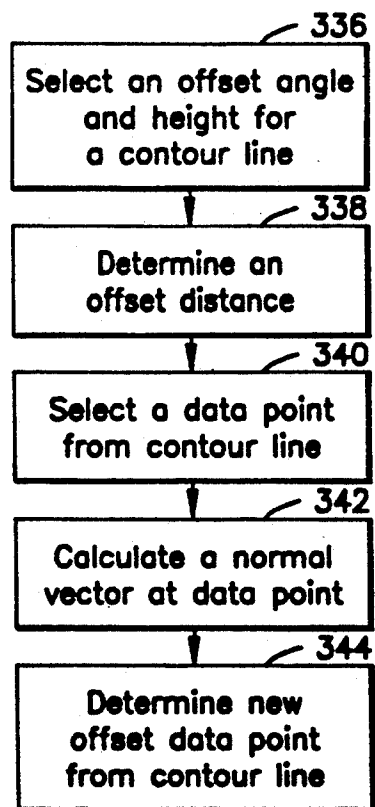 336
Select an offset angle
and height for
a contour line
338
Determine an
offset distance
340
Select a data point
from contour line
342
Calculate a normal
vector at data point
344
Determine new
offset data point
from contour line